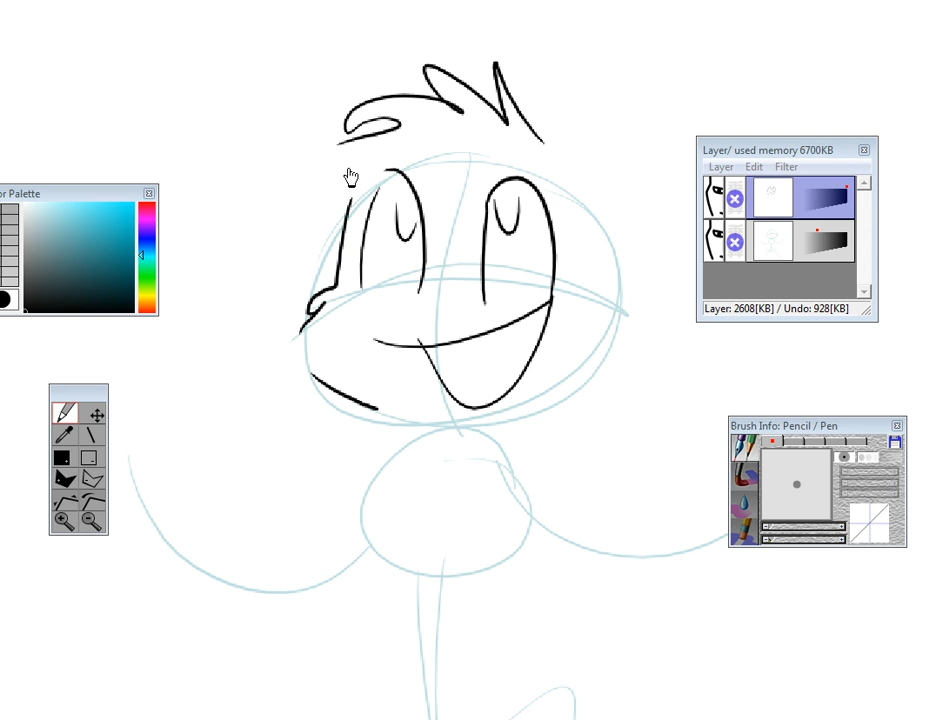 or Palette
Layer/ used memory 6700KB
Layer Edit Filter
Layer: 2608[KB] / Undo: 928[KB]
Brush Info: Pencil / Pen